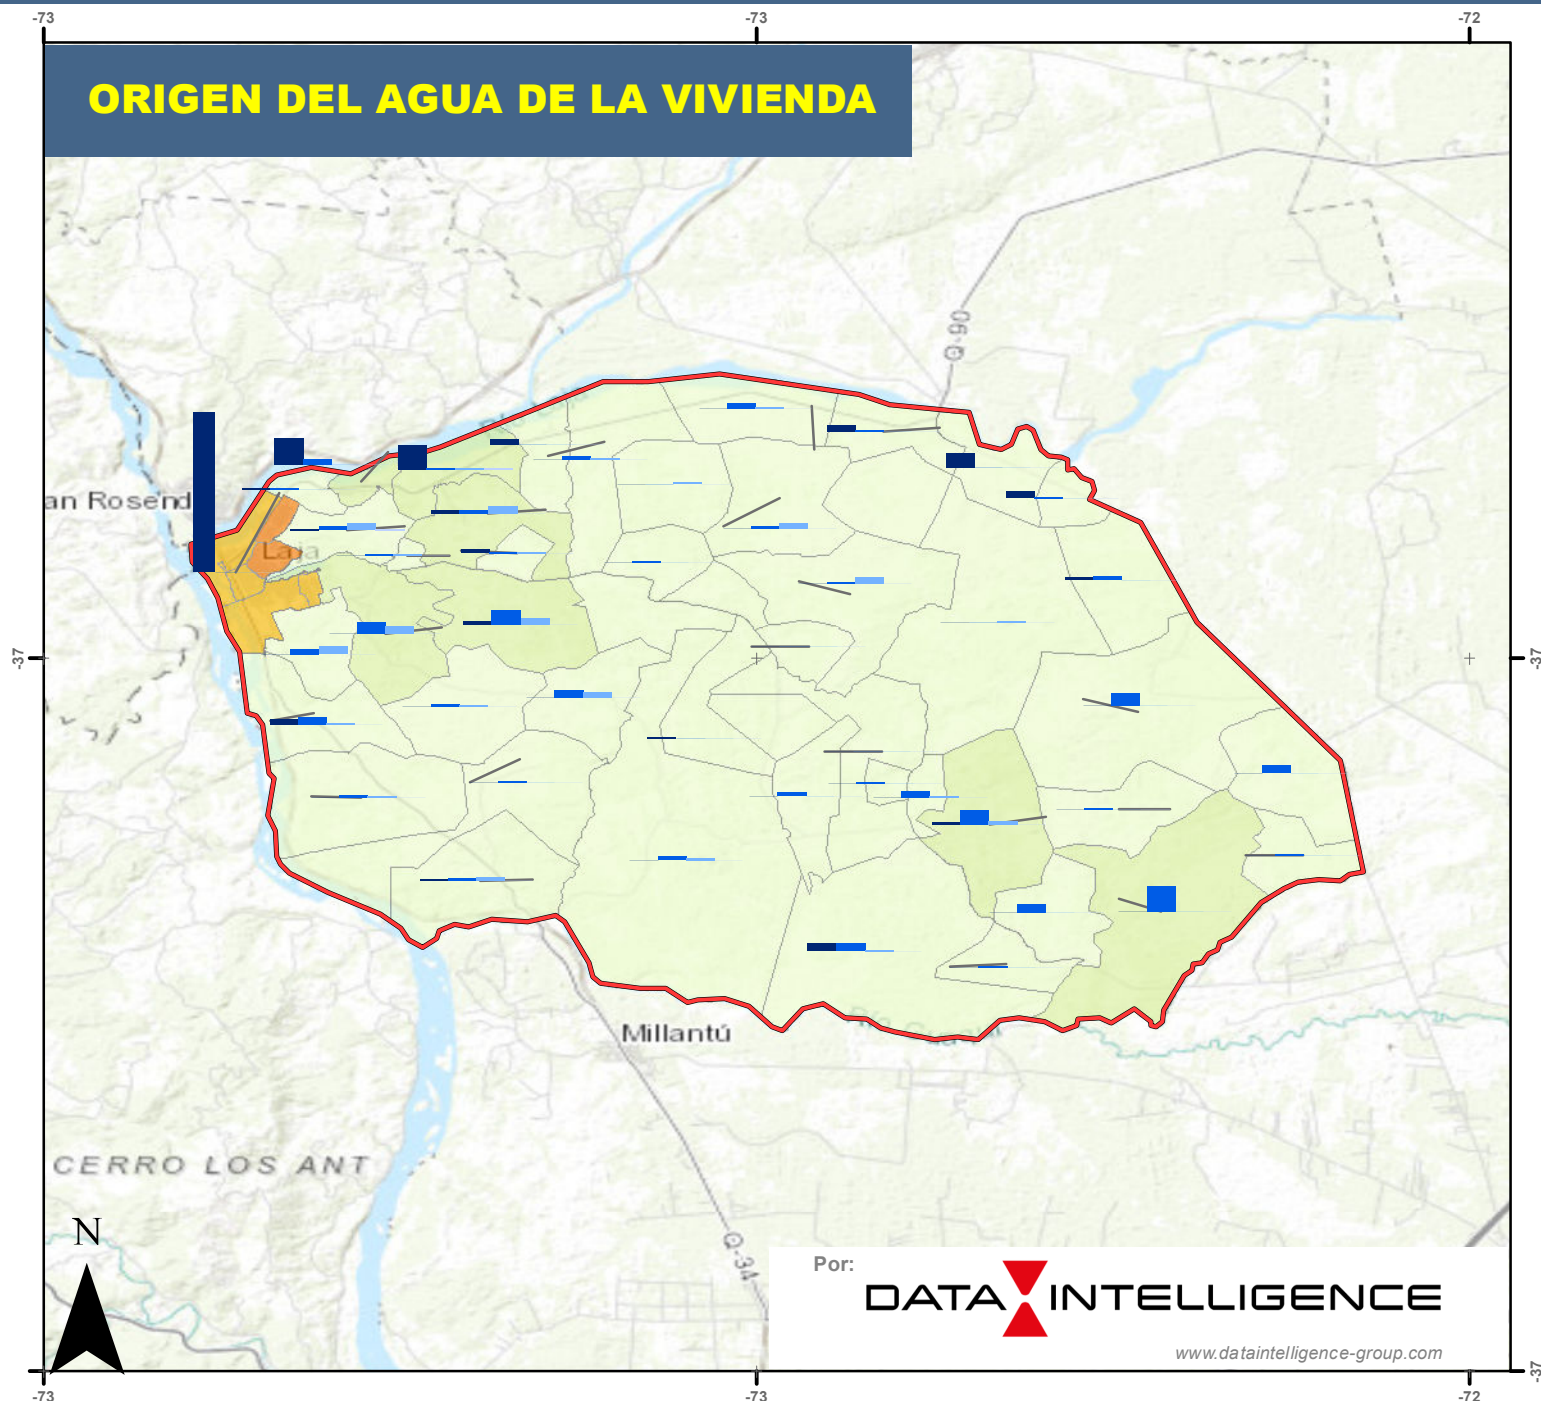 -73
-73
-72
ORIGEN DEL AGUA DE LA VIVIENDA
Q-90
an Rosend
Laja
-37
-37
Millantú
CERRO LOS ANT
N
Q-34
Por:
DATA INTELLIGENCE
www.dataintelligence-group.com
-37
-73
-73
-72